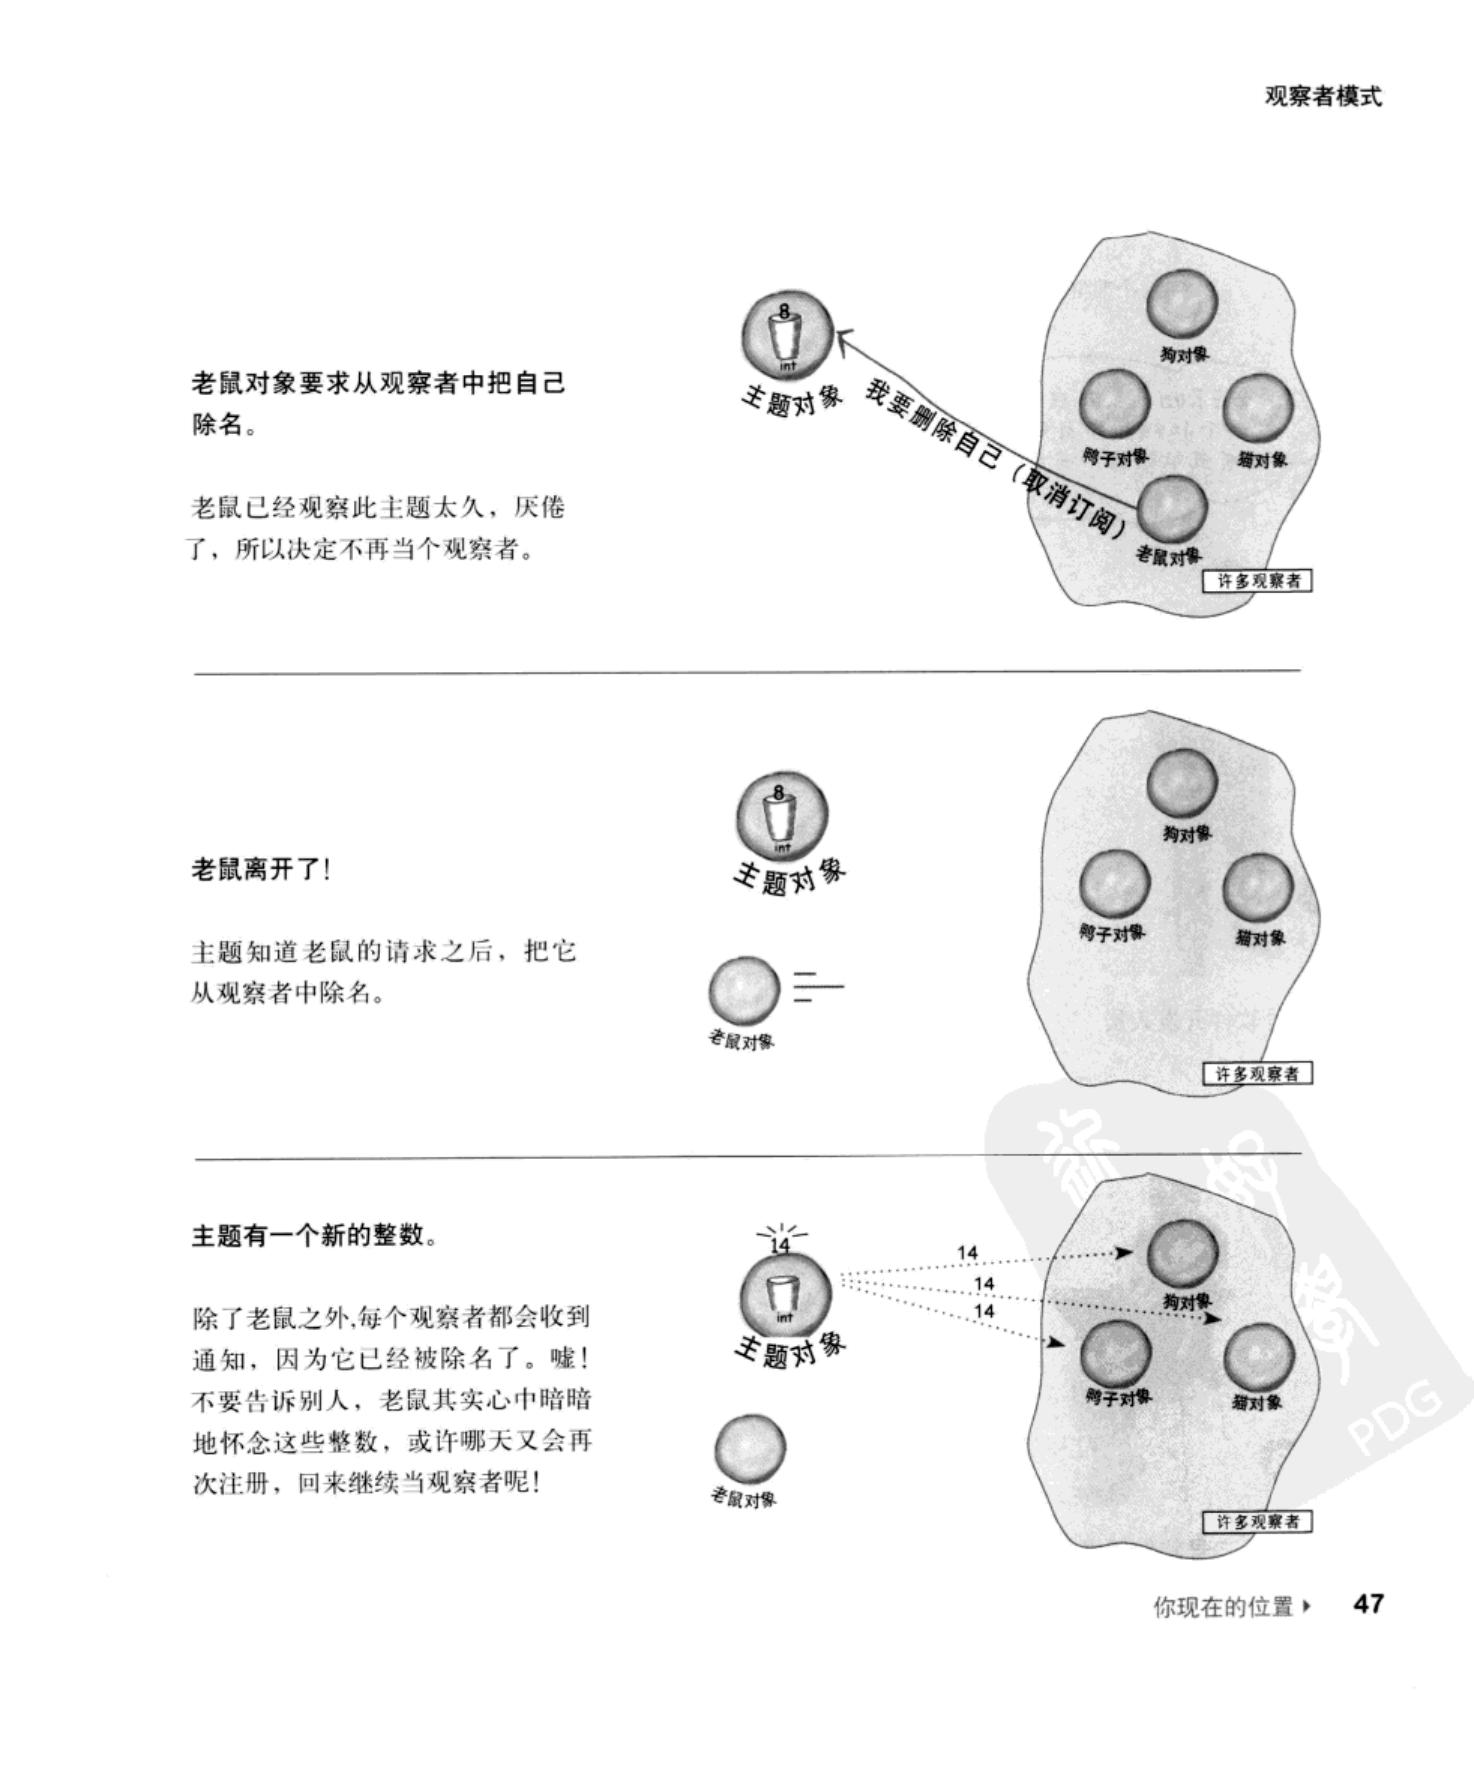 观察者模式
老鼠对象要求从观察者中把自己
除名。
老鼠已经观察此主题太久，厌倦
了，所以决定不再当个观察者。
8
int
主题对象
我要删除自己（取消订阅）
狗对象
鸭子对象
猫对象
老鼠对象
许多观察者
老鼠离开了！
主题知道老鼠的请求之后，把它
从观察者中除名。
8
int
主题对象
老鼠对象
狗对象
鸭子对象
猫对象
许多观察者
主题有一个新的整数。
除了老鼠之外,每个观察者都会收到
通知，因为它已经被除名了。嘘！
不要告诉别人，老鼠其实心中暗暗
地怀念这些整数，或许哪天又会再
次注册，回来继续当观察者呢！
14
int
主题对象
14
14
14
老鼠对象
狗对象
鸭子对象
猫对象
许多观察者
PDG
你现在的位置 ▸ 47